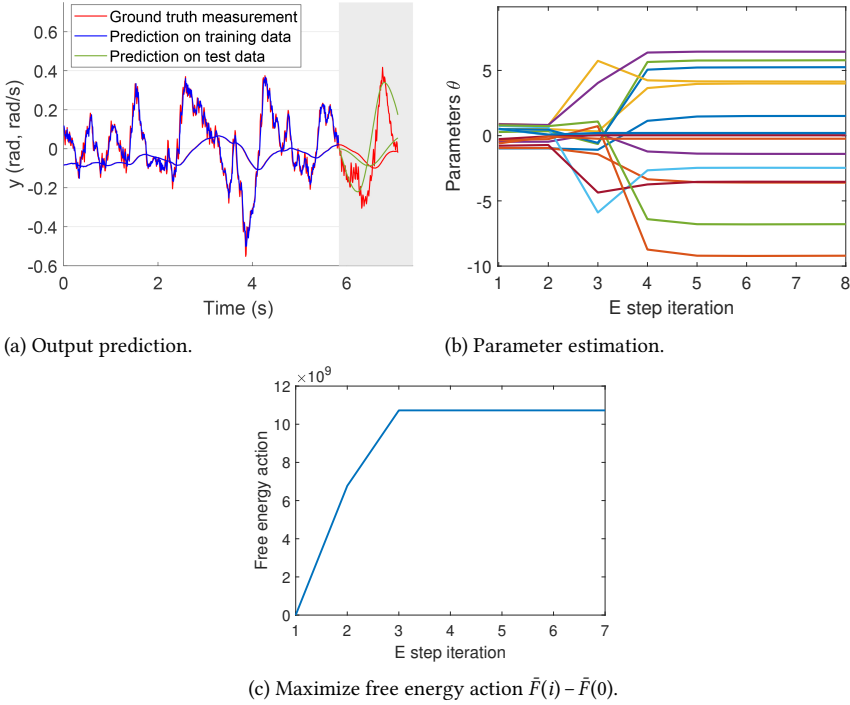 Ground truth measurement
Prediction on training data
Prediction on test data
0.6
0.4
0.2
0
-0.2
-0.4
-0.6
y (rad, rad/s)
0 2 4 6
Time (s)
(a) Output prediction.
5
0
-5
-10
Parameters θ
1 2 3 4 5 6 7 8
E step iteration
(b) Parameter estimation.
×10⁹
12
10
8
6
4
2
0
Free energy action
1 2 3 4 5 6 7
E step iteration
(c) Maximize free energy action F̄(i) – F̄(0).